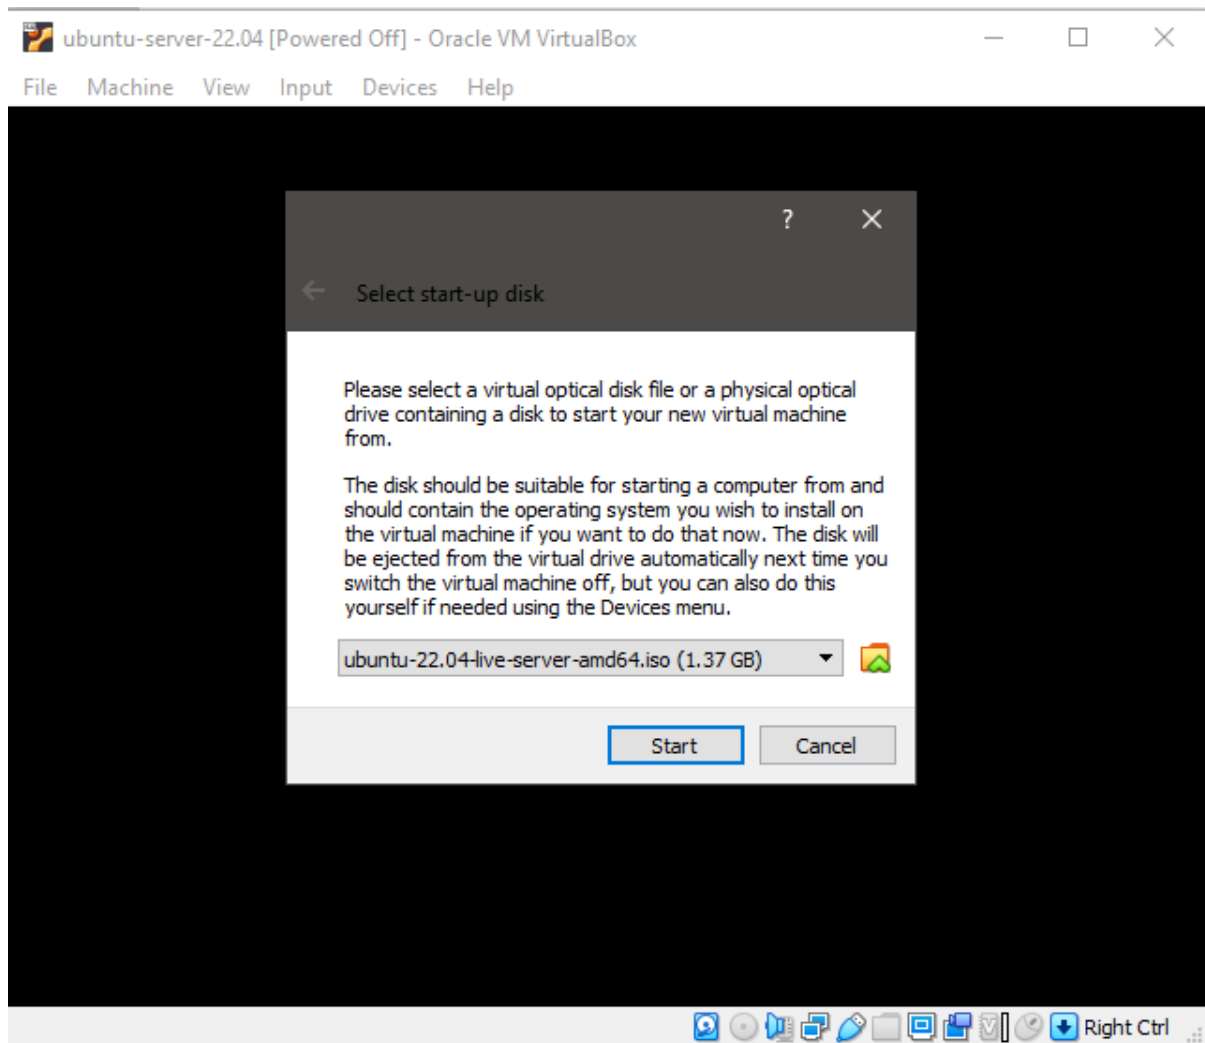 ubuntu-server-22.04 [Powered Off] - Oracle VM VirtualBox
File Machine View Input Devices Help
?
Select start-up disk
Please select a virtual optical disk file or a physical optical
drive containing a disk to start your new virtual machine
from.
The disk should be suitable for starting a computer from and
should contain the operating system you wish to install on
the virtual machine if you want to do that now. The disk will
be ejected from the virtual drive automatically next time you
switch the virtual machine off, but you can also do this
yourself if needed using the Devices menu.
ubuntu-22.04-live-server-amd64.iso (1.37 GB)
Start Cancel
Right Ctrl